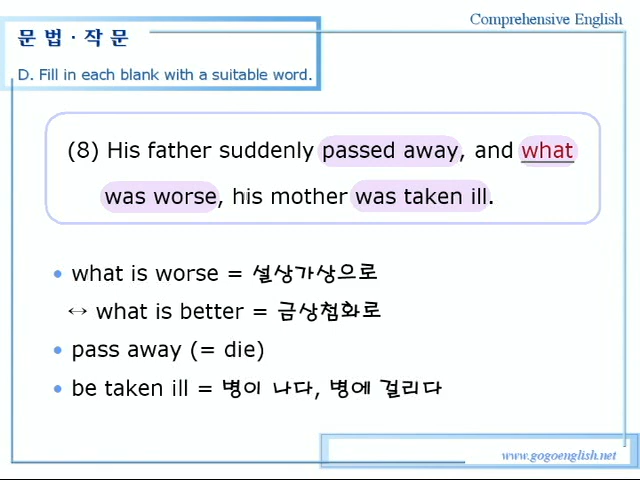 Comprehensive English
문 법 · 작 문
D. Fill in each blank with a suitable word.
(8) His father suddenly passed away, and what
was worse, his mother was taken ill.
• what is worse = 설상가상으로
↔ what is better = 금상첨화로
• pass away (= die)
• be taken ill = 병이 나다, 병에 걸리다
www.gogoenglish.net